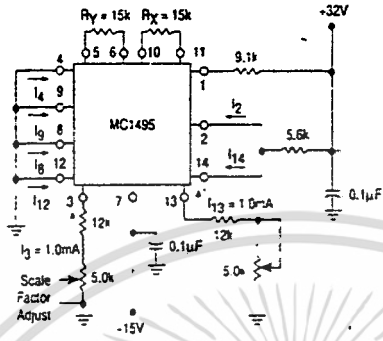 RY = 15k
RX = 15k
+32V
4
5
6
10
11
9.1k
1
I4
9
I9
8
MC1495
I2
2
5.6k
I8
12
14
I14
I12
3
7
13
I13 = 1.0mA
0.1µF
12k
12k
I3 = 1.0mA
0.1µF
5.0k
5.0k
Scale
Factor
Adjust
-15V